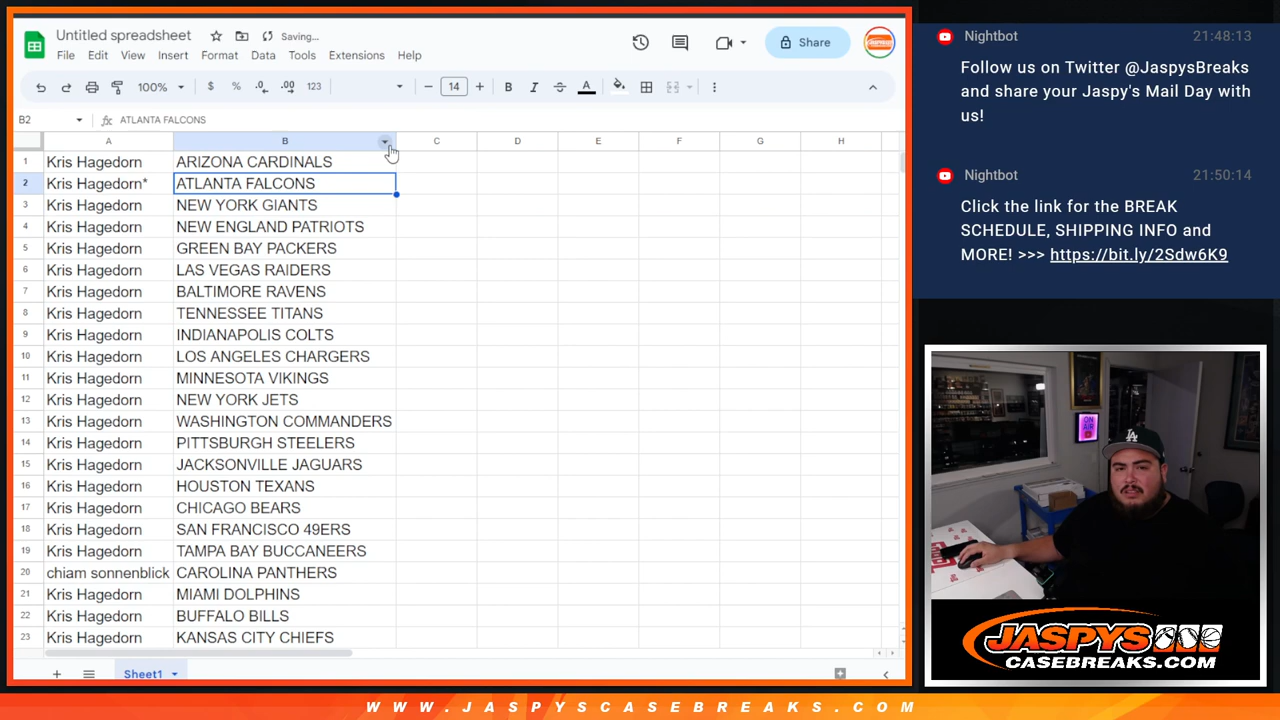 Untitled spreadsheet
Saving...
Share
File Edit View Insert Format Data Tools Extensions Help
100% $ % .0 .00 123 14 B I A
B2 fx ATLANTA FALCONS
A B C D E F G H
1 Kris Hagedorn ARIZONA CARDINALS
2 Kris Hagedorn* ATLANTA FALCONS
3 Kris Hagedorn NEW YORK GIANTS
4 Kris Hagedorn NEW ENGLAND PATRIOTS
5 Kris Hagedorn GREEN BAY PACKERS
6 Kris Hagedorn LAS VEGAS RAIDERS
7 Kris Hagedorn BALTIMORE RAVENS
8 Kris Hagedorn TENNESSEE TITANS
9 Kris Hagedorn INDIANAPOLIS COLTS
10 Kris Hagedorn LOS ANGELES CHARGERS
11 Kris Hagedorn MINNESOTA VIKINGS
12 Kris Hagedorn NEW YORK JETS
13 Kris Hagedorn WASHINGTON COMMANDERS
14 Kris Hagedorn PITTSBURGH STEELERS
15 Kris Hagedorn JACKSONVILLE JAGUARS
16 Kris Hagedorn HOUSTON TEXANS
17 Kris Hagedorn CHICAGO BEARS
18 Kris Hagedorn SAN FRANCISCO 49ERS
19 Kris Hagedorn TAMPA BAY BUCCANEERS
20 chiam sonnenblick CAROLINA PANTHERS
21 Kris Hagedorn MIAMI DOLPHINS
22 Kris Hagedorn BUFFALO BILLS
23 Kris Hagedorn KANSAS CITY CHIEFS
Sheet1
Nightbot 21:48:13
Follow us on Twitter @JaspysBreaks
and share your Jaspy's Mail Day with
us!
Nightbot 21:50:14
Click the link for the BREAK
SCHEDULE, SHIPPING INFO and
MORE! >>> https://bit.ly/2Sdw6K9
ON
AIR
LA
JASPYS
CASEBREAKS.COM
WWW.JASPYSCASEBREAKS.COM